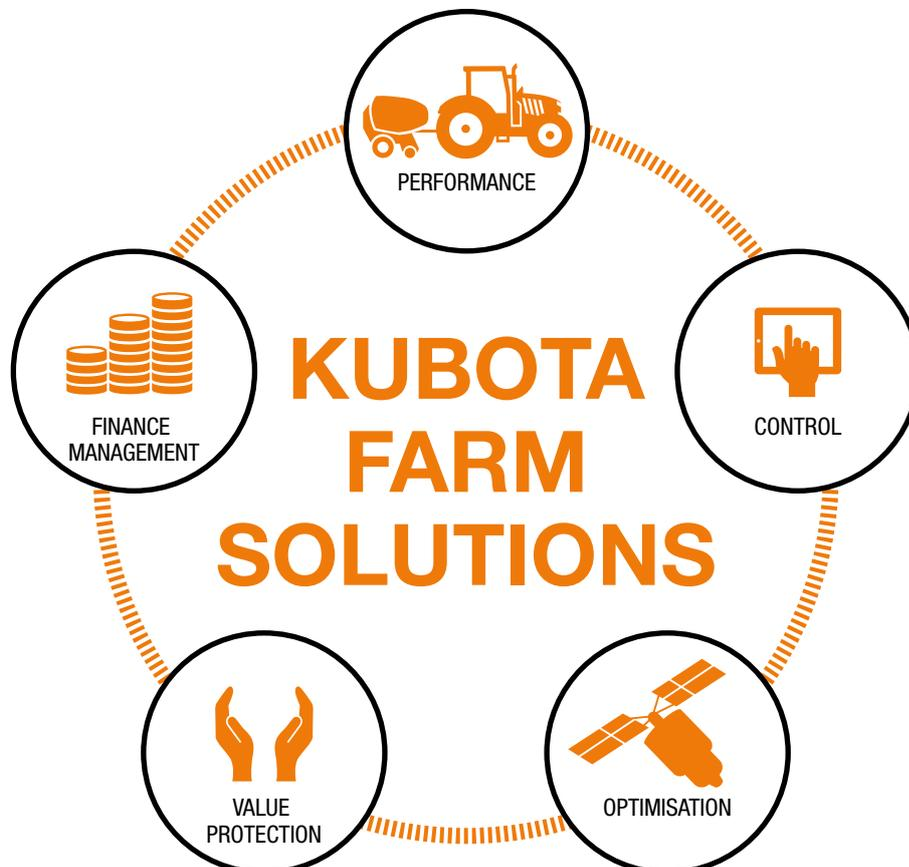 PERFORMANCE
FINANCE
MANAGEMENT
KUBOTA
FARM
SOLUTIONS
CONTROL
VALUE
PROTECTION
OPTIMISATION